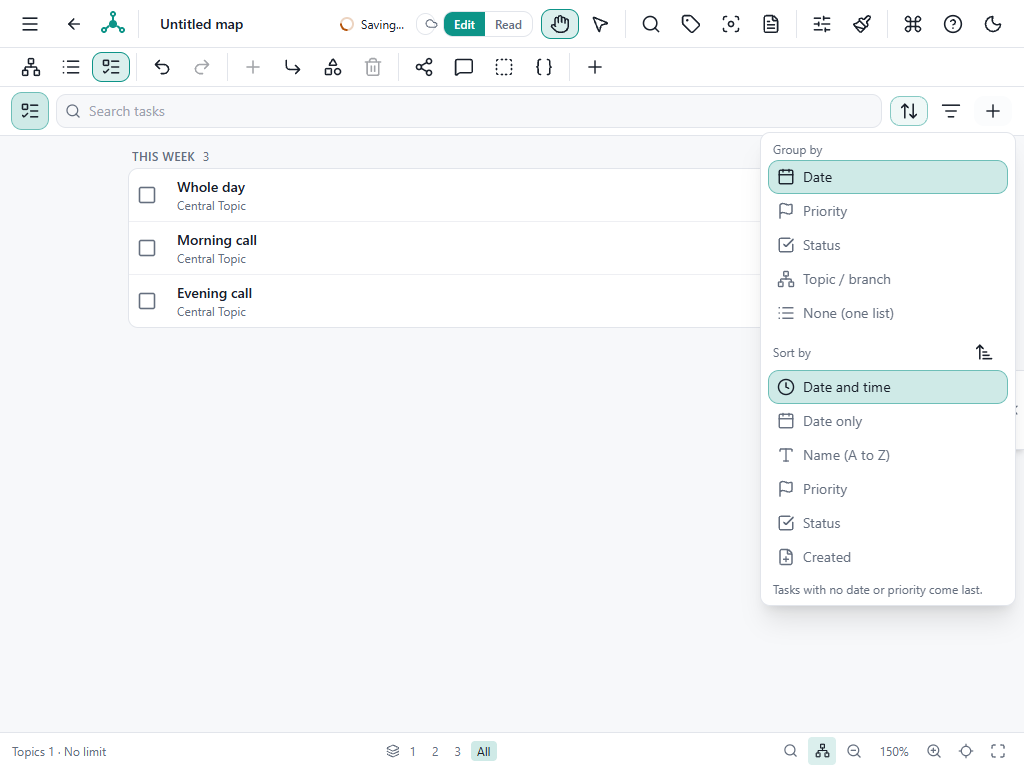 Untitled map
Saving...
Edit
Read
Search tasks
THIS WEEK 3
Whole day
Central Topic
Morning call
Central Topic
Evening call
Central Topic
Group by
Date
Priority
Status
Topic / branch
None (one list)
Sort by
Date and time
Date only
Name (A to Z)
Priority
Status
Created
Tasks with no date or priority come last.
Topics 1 · No limit
1 2 3 All
150%